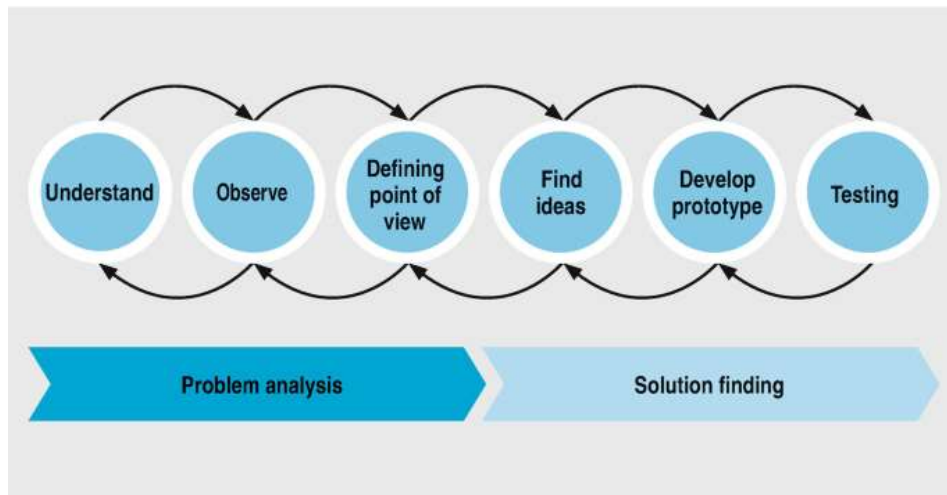 Understand
Observe
Defining
point of
view
Find
ideas
Develop
prototype
Testing
Problem analysis
Solution finding